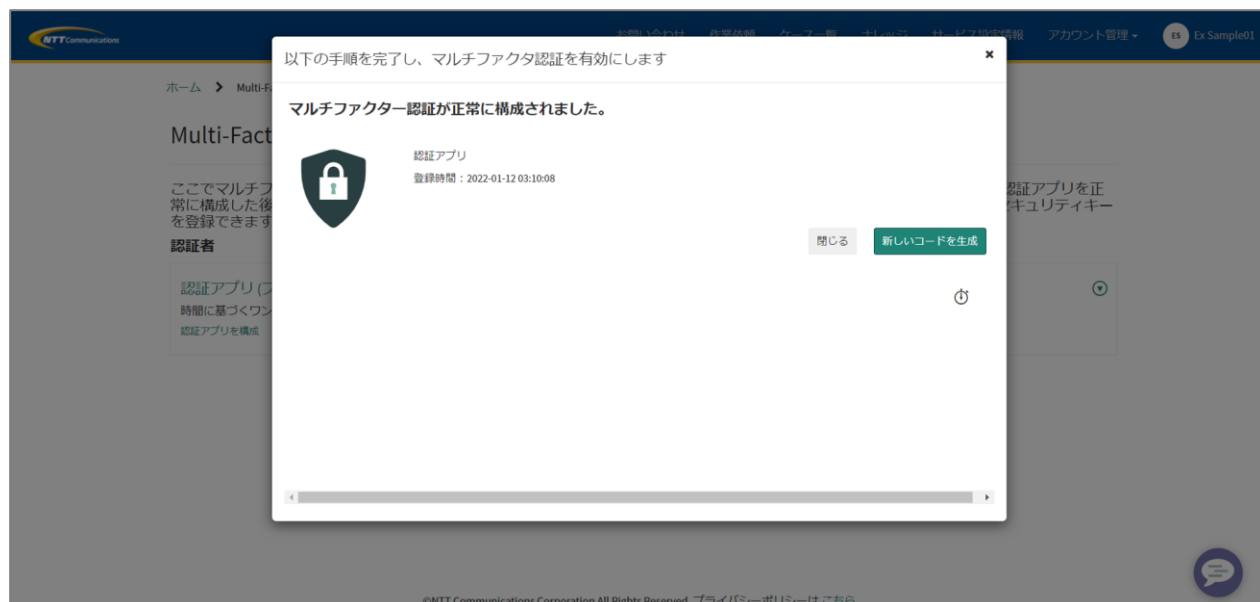 NTT Communications
お問い合わせ 作業依頼 ケース一覧 ナレッジ サービス設定情報 アカウント管理 ES Ex Sample01
以下の手順を完了し、マルチファクタ認証を有効にします ×
ホーム > Multi-F
マルチファクター認証が正常に構成されました。
Multi-Fact
認証アプリ
登録時間：2022-01-12 03:10:08
ここでマルチフ 認証アプリを正
常に構成した後 キュリティキー
を登録できます
認証者
閉じる 新しいコードを生成
認証アプリ (
時間に基づくワン
認証アプリを構成
©NTT Communications Corporation All Rights Reserved. プライバシーポリシーは こちら